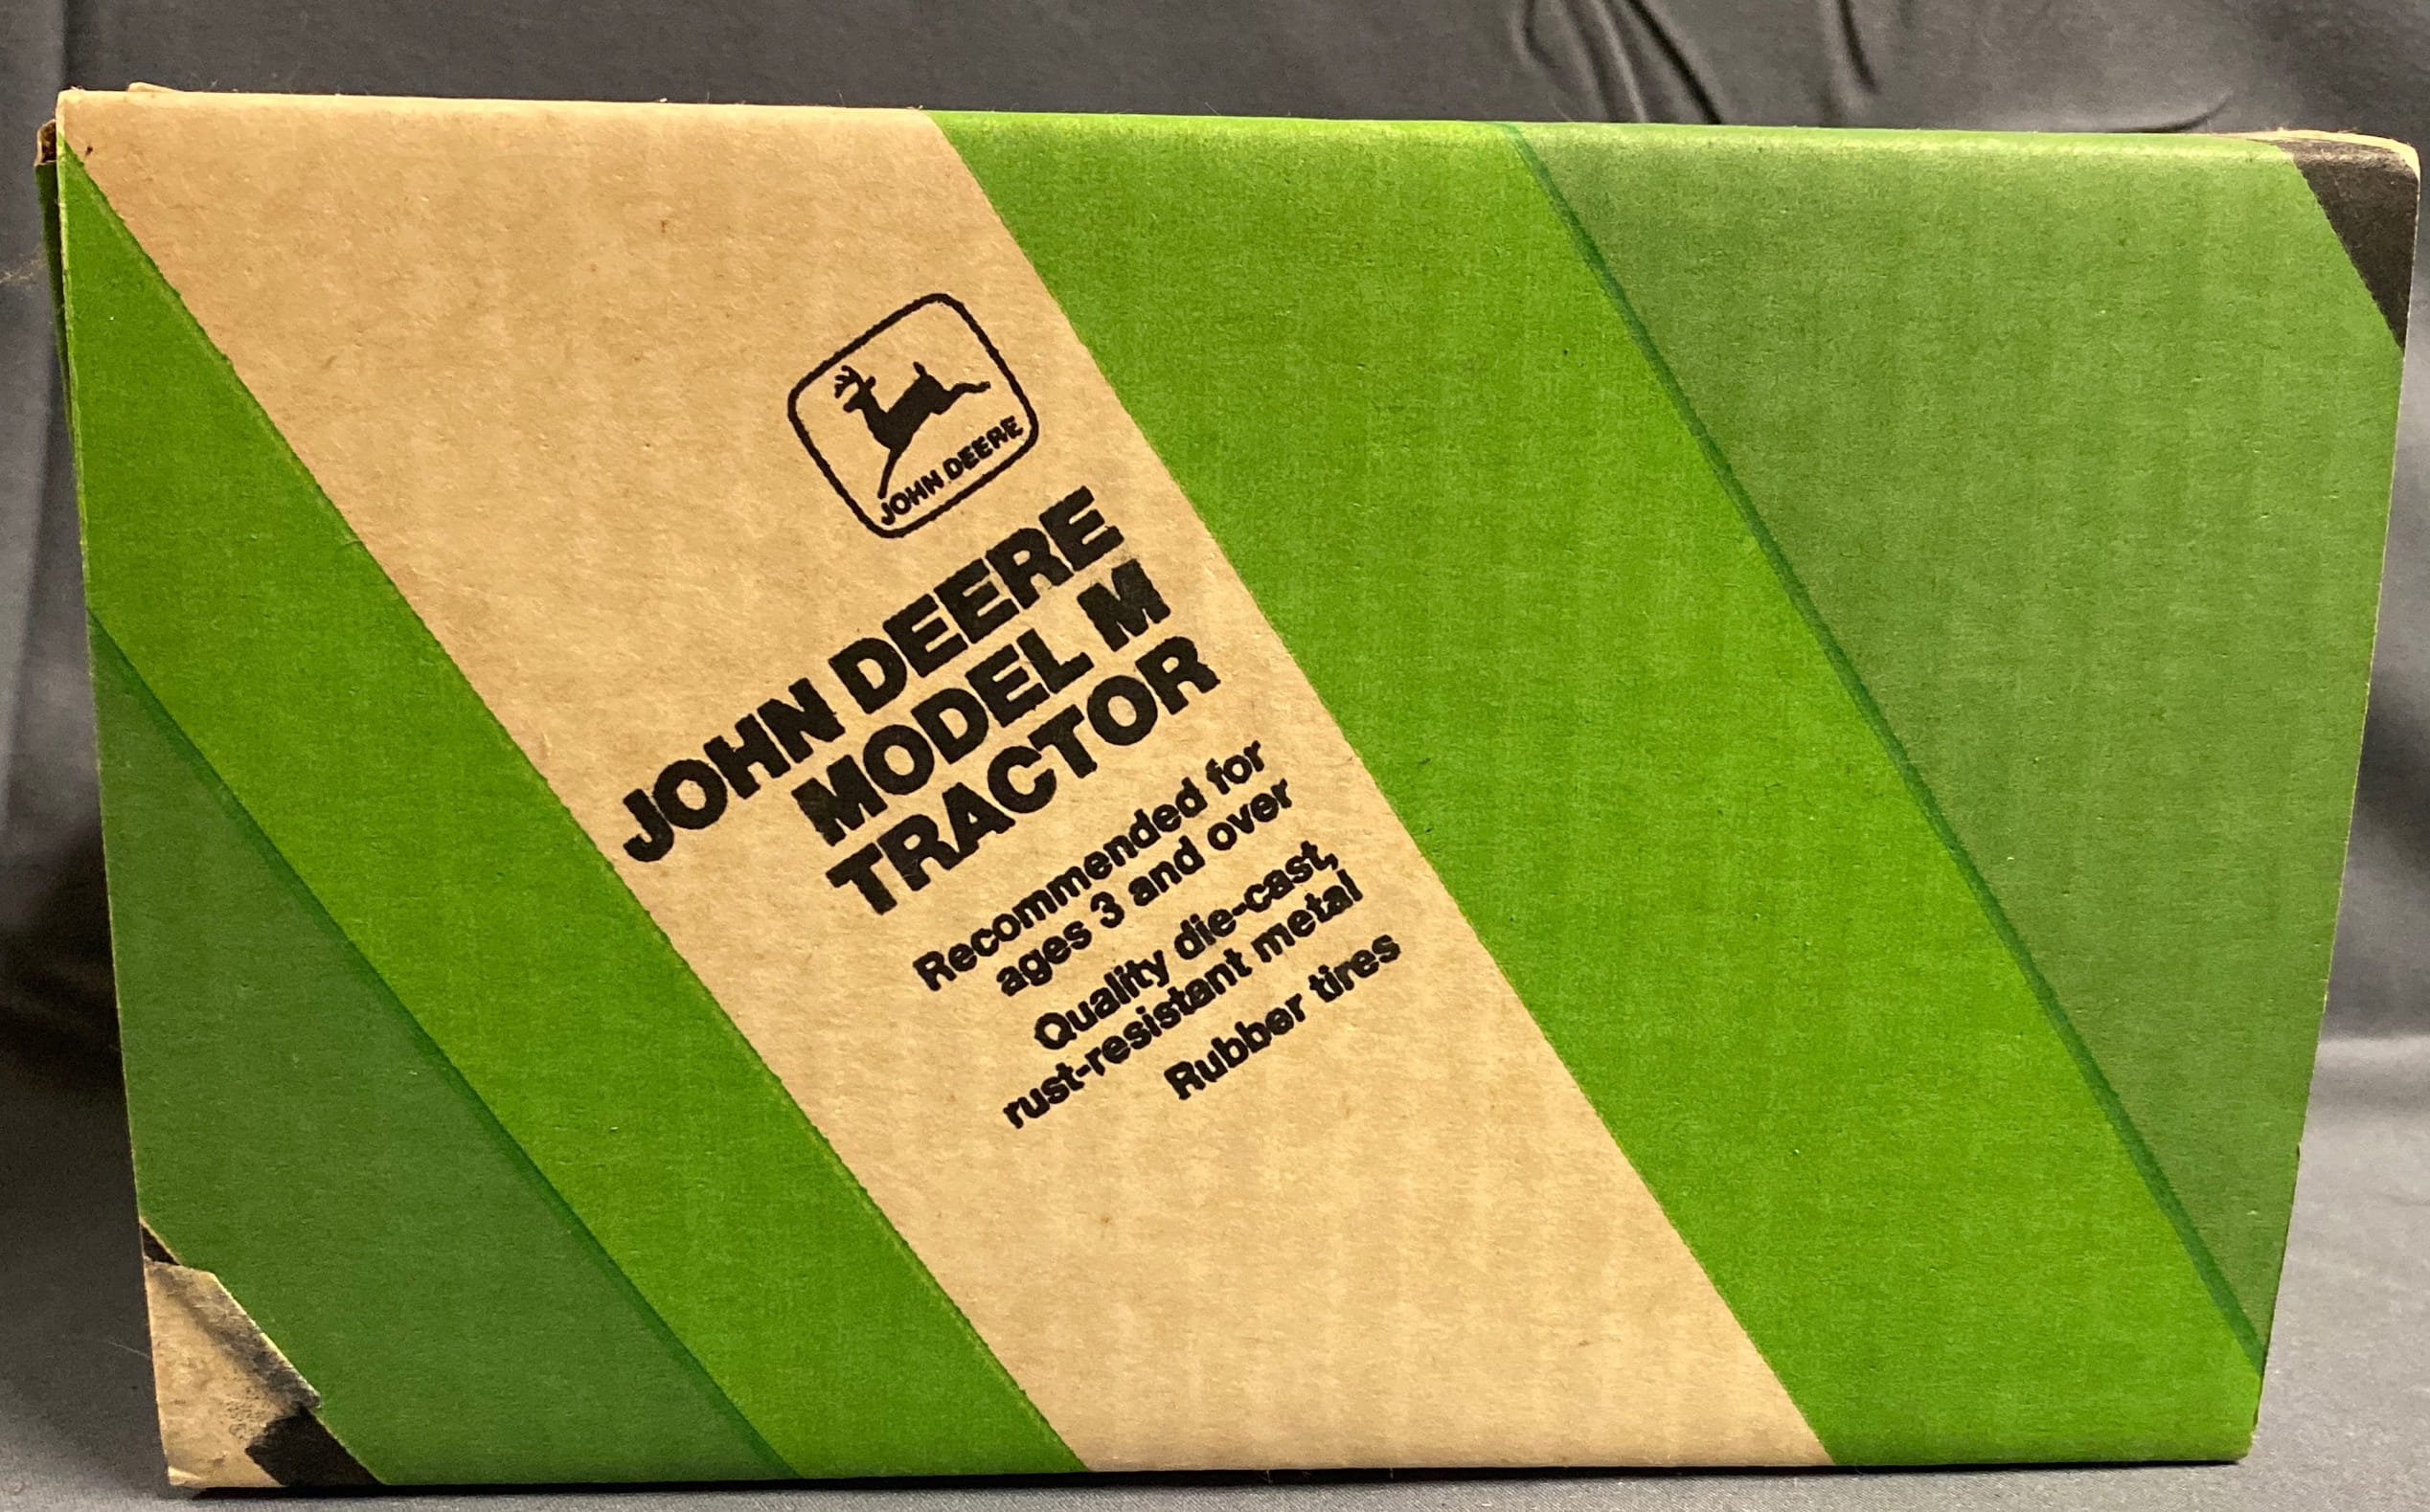 JOHN DEERE
JOHN DEERE
MODEL M
TRACTOR
Recommended for
ages 3 and over
Quality die-cast,
rust-resistant metal
Rubber tires